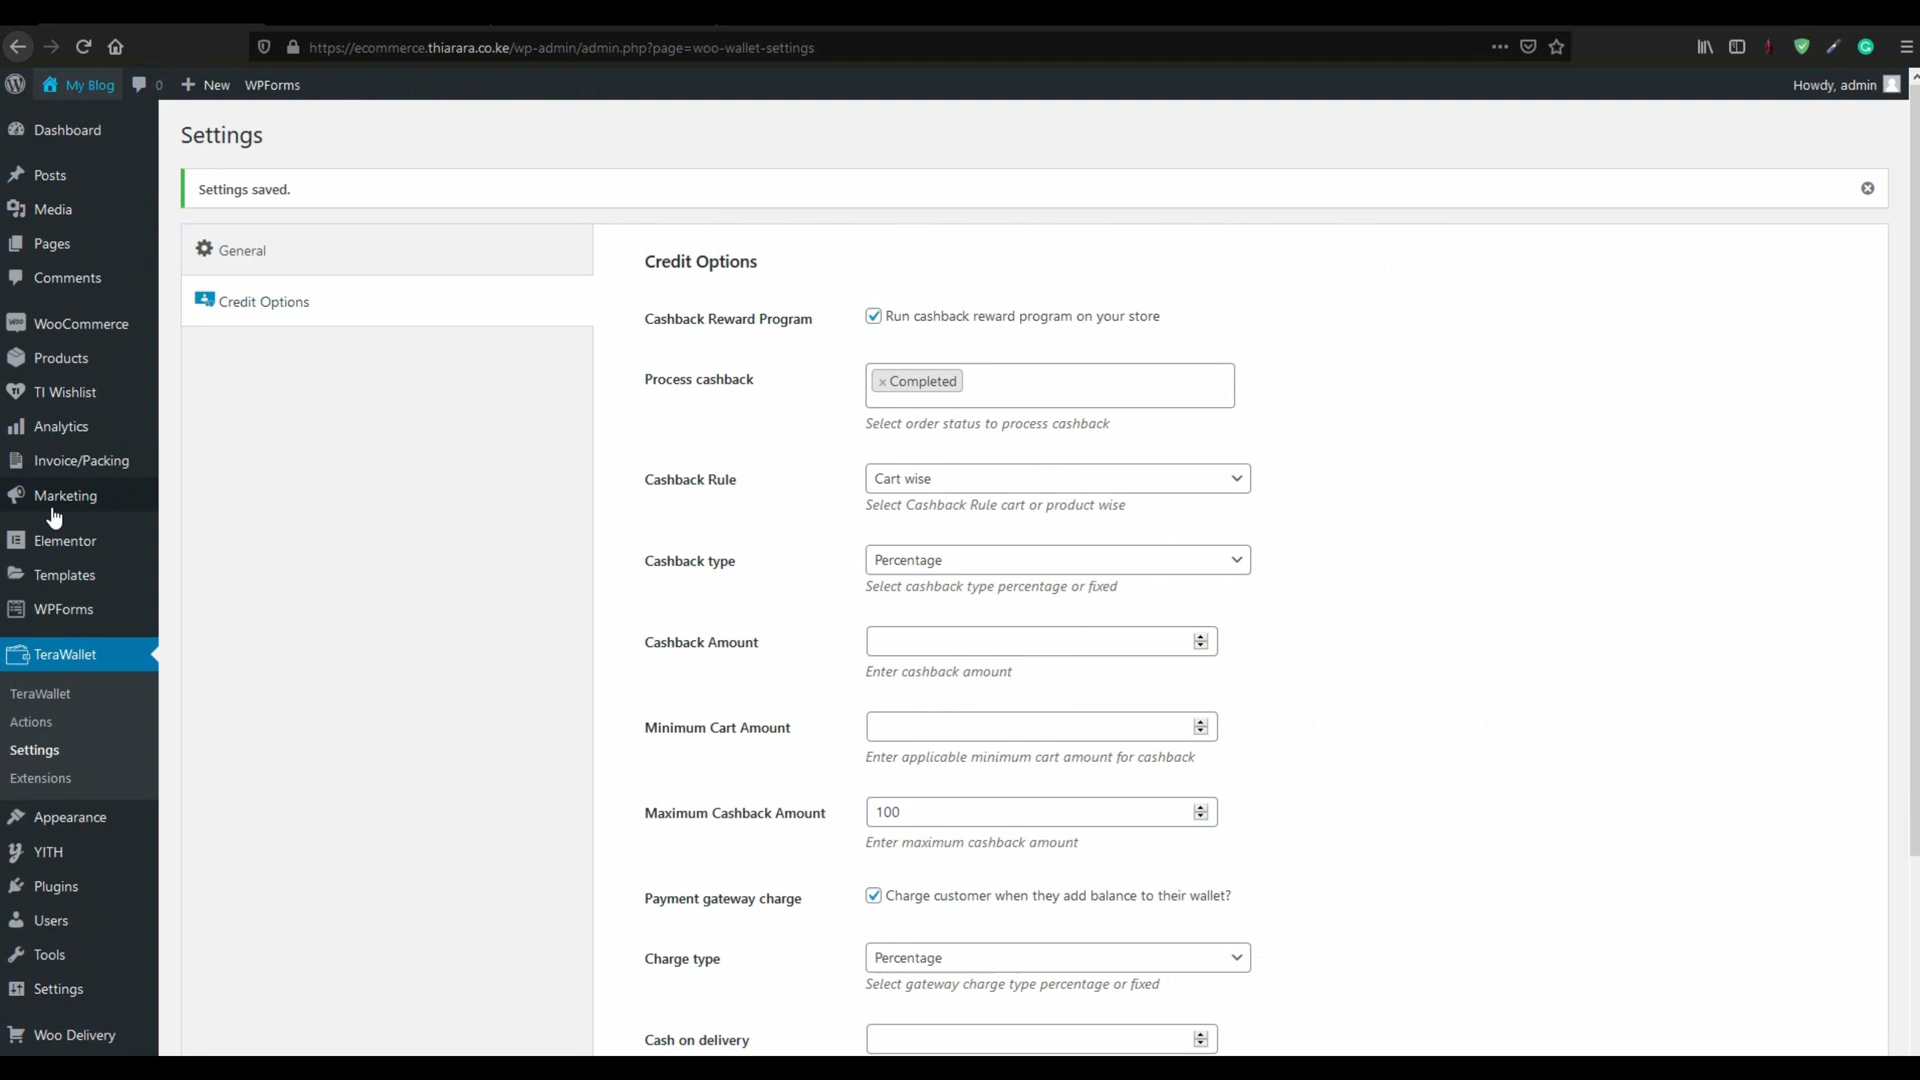 https://ecommerce.thiarara.co.ke/wp-admin/admin.php?page=woo-wallet-settings
My Blog 0 New WPForms Howdy, admin
Dashboard
Posts
Media
Pages
Comments
WooCommerce
Products
TI Wishlist
Analytics
Invoice/Packing
Marketing
Elementor
Templates
WPForms
TeraWallet
TeraWallet
Actions
Settings
Extensions
Appearance
YITH
Plugins
Users
Tools
Settings
Woo Delivery
Settings
Settings saved.
General
Credit Options
Credit Options
Cashback Reward Program Run cashback reward program on your store
Process cashback × Completed
Select order status to process cashback
Cashback Rule Cart wise
Select Cashback Rule cart or product wise
Cashback type Percentage
Select cashback type percentage or fixed
Cashback Amount
Enter cashback amount
Minimum Cart Amount
Enter applicable minimum cart amount for cashback
Maximum Cashback Amount 100
Enter maximum cashback amount
Payment gateway charge Charge customer when they add balance to their wallet?
Charge type Percentage
Select gateway charge type percentage or fixed
Cash on delivery